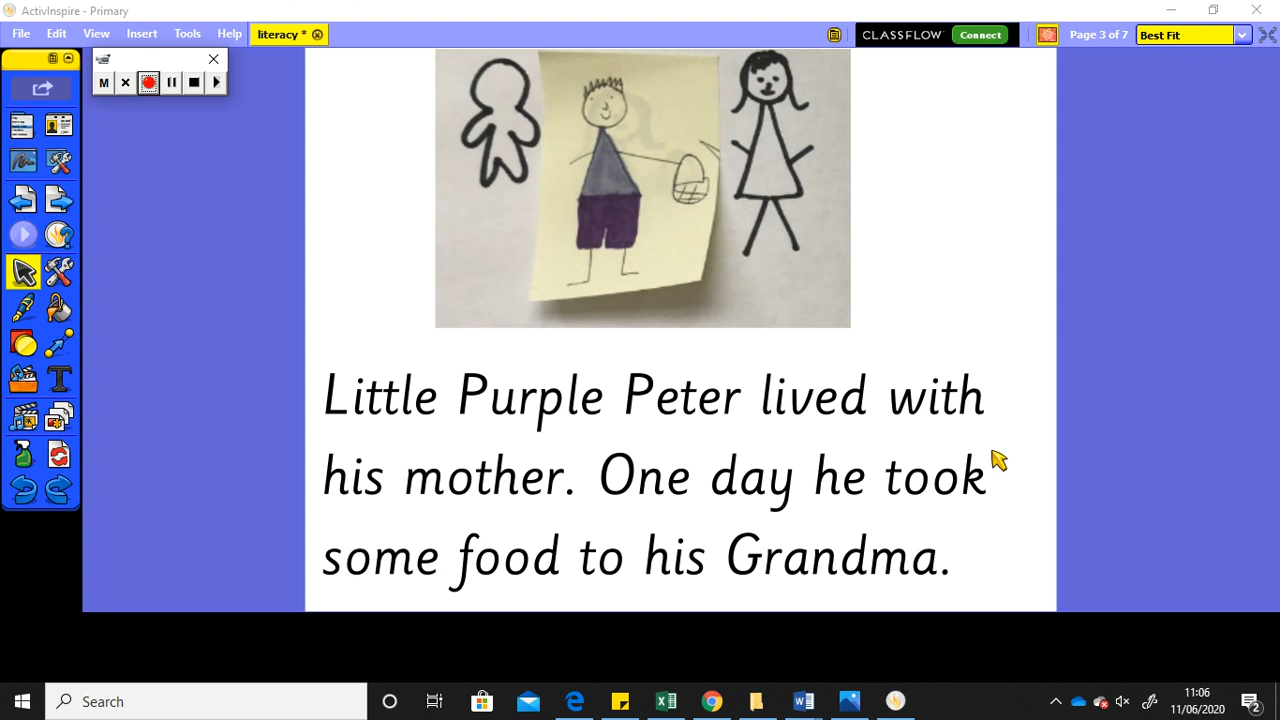 ActivInspire - Primary
File Edit View Insert Tools Help literacy * CLASSFLOW Connect Page 3 of 7 Best Fit
M
Little Purple Peter lived with
his mother. One day he took
some food to his Grandma.
Search
11:06
11/06/2020
2